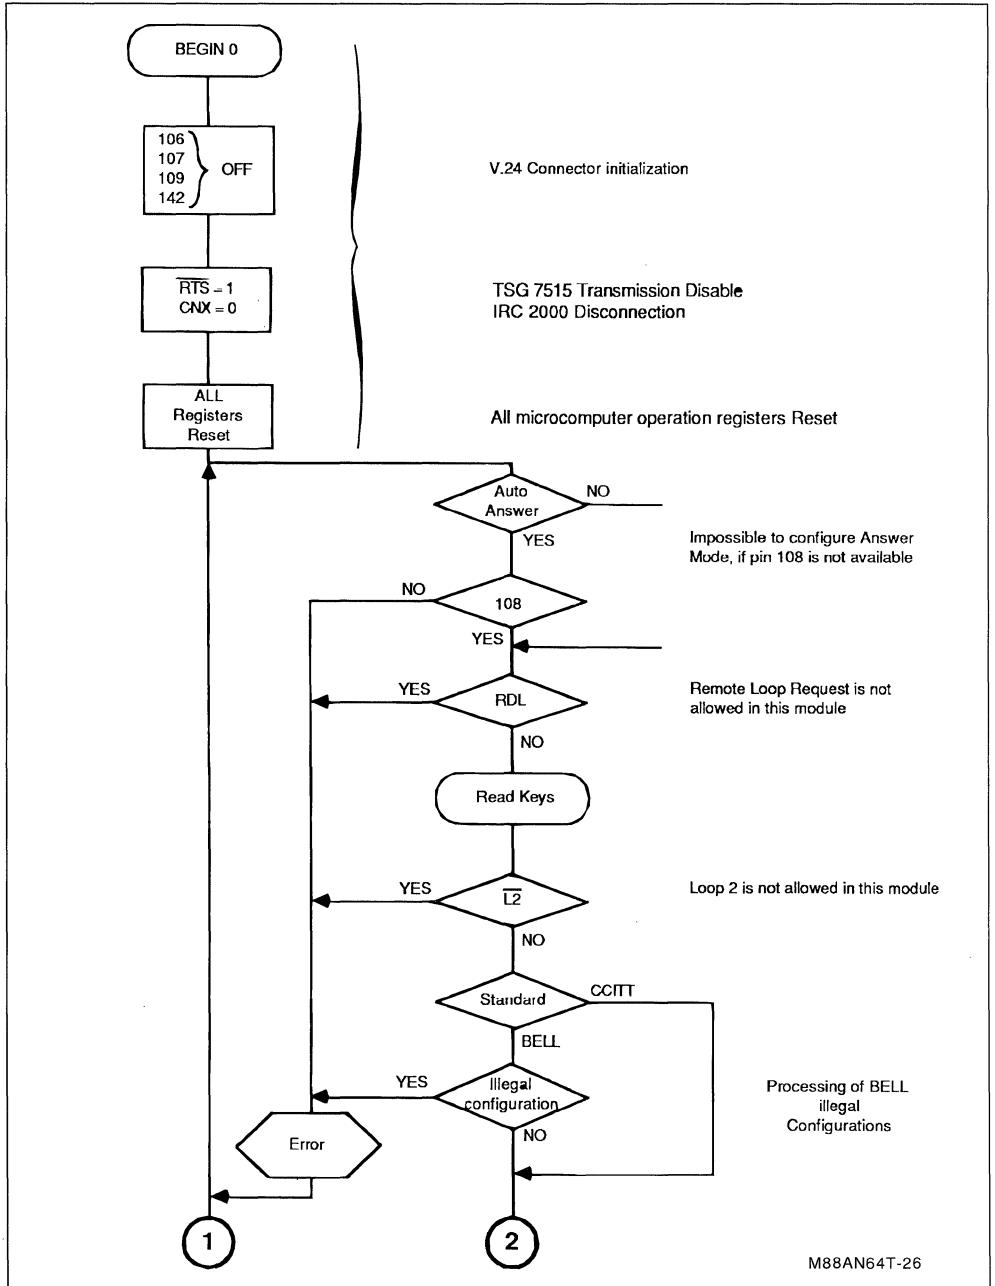 BEGIN 0
106
107
109
142
OFF
V.24 Connector initialization
R̅T̅S̅ = 1
CNX = 0
TSG 7515 Transmission Disable
IRC 2000 Disconnection
ALL
Registers
Reset
All microcomputer operation registers Reset
Auto
Answer
NO
YES
Impossible to configure Answer
Mode, if pin 108 is not available
NO
108
YES
YES
RDL
NO
Remote Loop Request is not
allowed in this module
Read Keys
YES
L̅2̅
NO
Loop 2 is not allowed in this module
Standard
CCITT
BELL
YES
Illegal
configuration
NO
Processing of BELL
illegal
Configurations
Error
1
2
M88AN64T-26